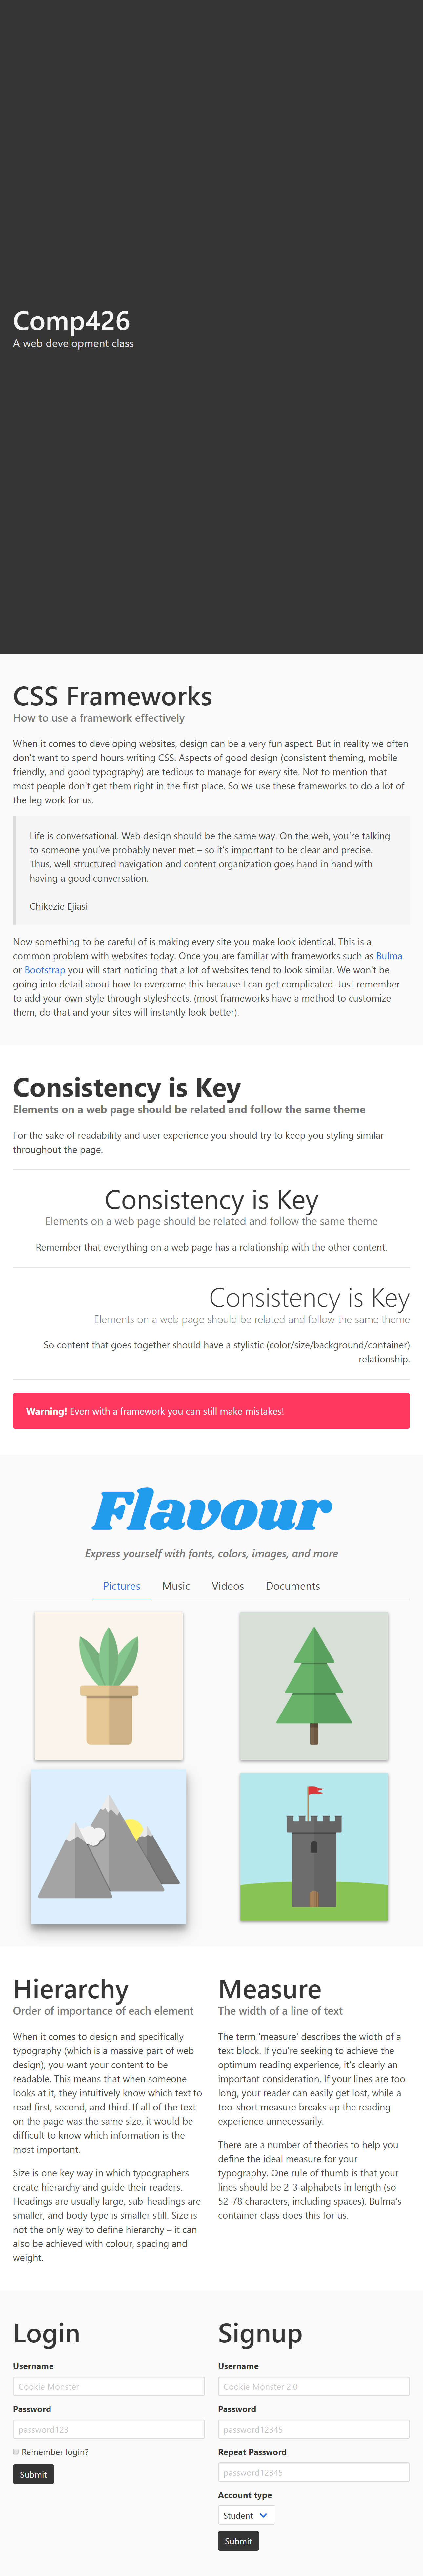 Comp426
A web development class
CSS Frameworks
How to use a framework effectively
When it comes to developing websites, design can be a very fun aspect. But in reality we often
don't want to spend hours writing CSS. Aspects of good design (consistent theming, mobile
friendly, and good typography) are tedious to manage for every site. Not to mention that
most people don't get them right in the first place. So we use these frameworks to do a lot of
the leg work for us.
Life is conversational. Web design should be the same way. On the web, you're talking
to someone you've probably never met – so it's important to be clear and precise.
Thus, well structured navigation and content organization goes hand in hand with
having a good conversation.
Chikezie Ejiasi
Now something to be careful of is making every site you make look identical. This is a
common problem with websites today. Once you are familiar with frameworks such as Bulma
or Bootstrap you will start noticing that a lot of websites tend to look similar. We won't be
going into detail about how to overcome this because I can get complicated. Just remember
to add your own style through stylesheets. (most frameworks have a method to customize
them, do that and your sites will instantly look better).
Consistency is Key
Elements on a web page should be related and follow the same theme
For the sake of readability and user experience you should try to keep you styling similar
throughout the page.
Consistency is Key
Elements on a web page should be related and follow the same theme
Remember that everything on a web page has a relationship with the other content.
Consistency is Key
Elements on a web page should be related and follow the same theme
So content that goes together should have a stylistic (color/size/background/container)
relationship.
Warning! Even with a framework you can still make mistakes!
Flavour
Express yourself with fonts, colors, images, and more
Pictures Music Videos Documents
Hierarchy
Order of importance of each element
When it comes to design and specifically
typography (which is a massive part of web
design), you want your content to be
readable. This means that when someone
looks at it, they intuitively know which text to
read first, second, and third. If all of the text
on the page was the same size, it would be
difficult to know which information is the
most important.
Size is one key way in which typographers
create hierarchy and guide their readers.
Headings are usually large, sub-headings are
smaller, and body type is smaller still. Size is
not the only way to define hierarchy – it can
also be achieved with colour, spacing and
weight.
Measure
The width of a line of text
The term 'measure' describes the width of a
text block. If you're seeking to achieve the
optimum reading experience, it's clearly an
important consideration. If your lines are too
long, your reader can easily get lost, while a
too-short measure breaks up the reading
experience unnecessarily.
There are a number of theories to help you
define the ideal measure for your
typography. One rule of thumb is that your
lines should be 2-3 alphabets in length (so
52-78 characters, including spaces). Bulma's
container class does this for us.
Login
Username
Cookie Monster
Password
password123
Remember login?
Submit
Signup
Username
Cookie Monster 2.0
Password
password12345
Repeat Password
password12345
Account type
Student
Submit